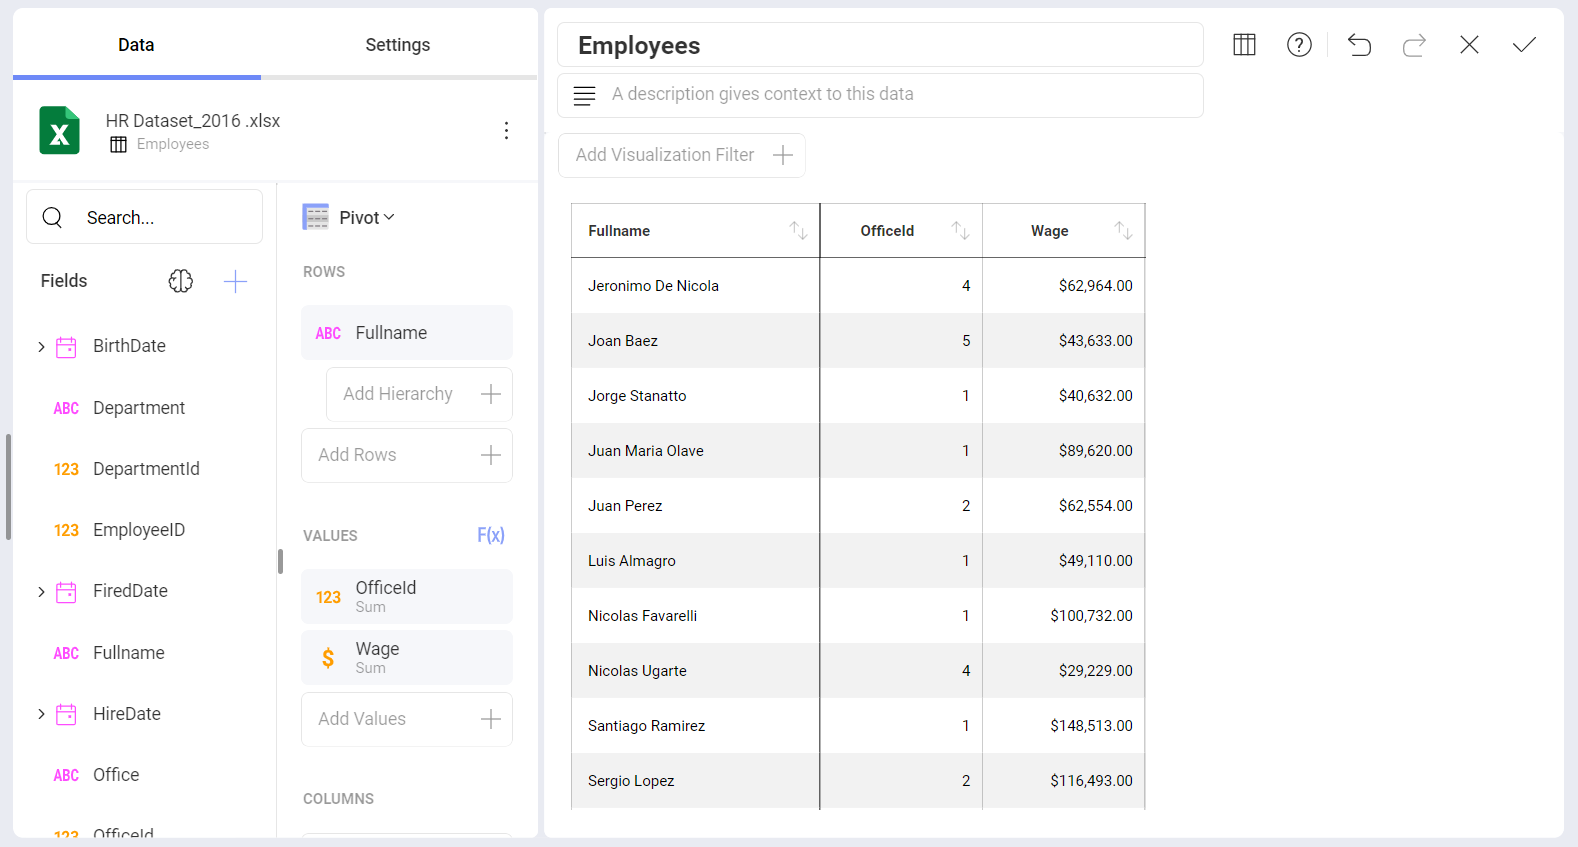 Data
Settings
HR Dataset_2016 .xlsx
Employees
Search...
Fields
BirthDate
ABC Department
123 DepartmentId
123 EmployeeID
FiredDate
ABC Fullname
HireDate
ABC Office
123 OfficeId
Pivot
ROWS
ABC Fullname
Add Hierarchy
Add Rows
VALUES F(x)
123 OfficeId
Sum
$ Wage
Sum
Add Values
COLUMNS
Employees
A description gives context to this data
Add Visualization Filter
Fullname OfficeId Wage
Jeronimo De Nicola 4 $62,964.00
Joan Baez 5 $43,633.00
Jorge Stanatto 1 $40,632.00
Juan Maria Olave 1 $89,620.00
Juan Perez 2 $62,554.00
Luis Almagro 1 $49,110.00
Nicolas Favarelli 1 $100,732.00
Nicolas Ugarte 4 $29,229.00
Santiago Ramirez 1 $148,513.00
Sergio Lopez 2 $116,493.00